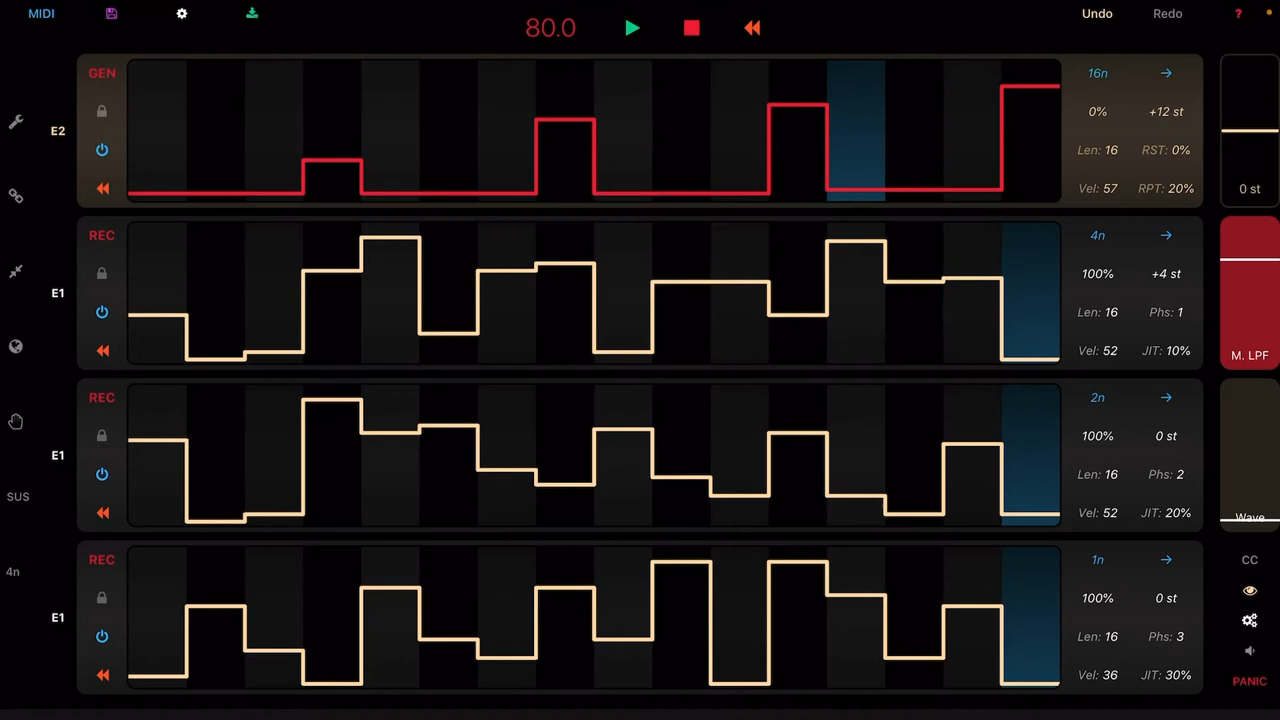 MIDI
80.0
Undo Redo ?
GEN 16n
E2 0% +12 st
Len: 16 RST: 0%
Vel: 57 RPT: 20% 0 st
REC 4n
E1 100% +4 st
Len: 16 Phs: 1
Vel: 52 JIT: 10% M. LPF
REC 2n
E1 100% 0 st
SUS Len: 16 Phs: 2
Vel: 52 JIT: 20% Wave
REC 1n CC
4n
E1 100% 0 st
Len: 16 Phs: 3
Vel: 36 JIT: 30% PANIC